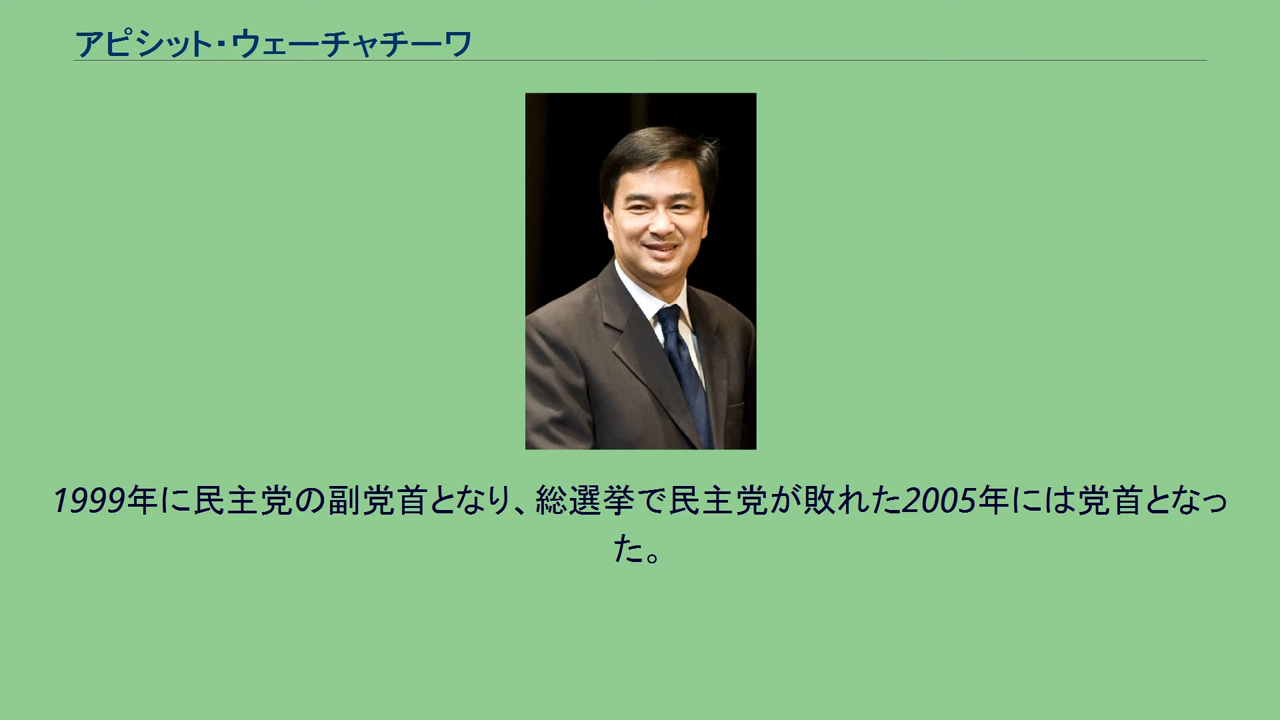 アピシット・ウェーチャチーワ
1999年に民主党の副党首となり、総選挙で民主党が敗れた2005年には党首となっ
た。